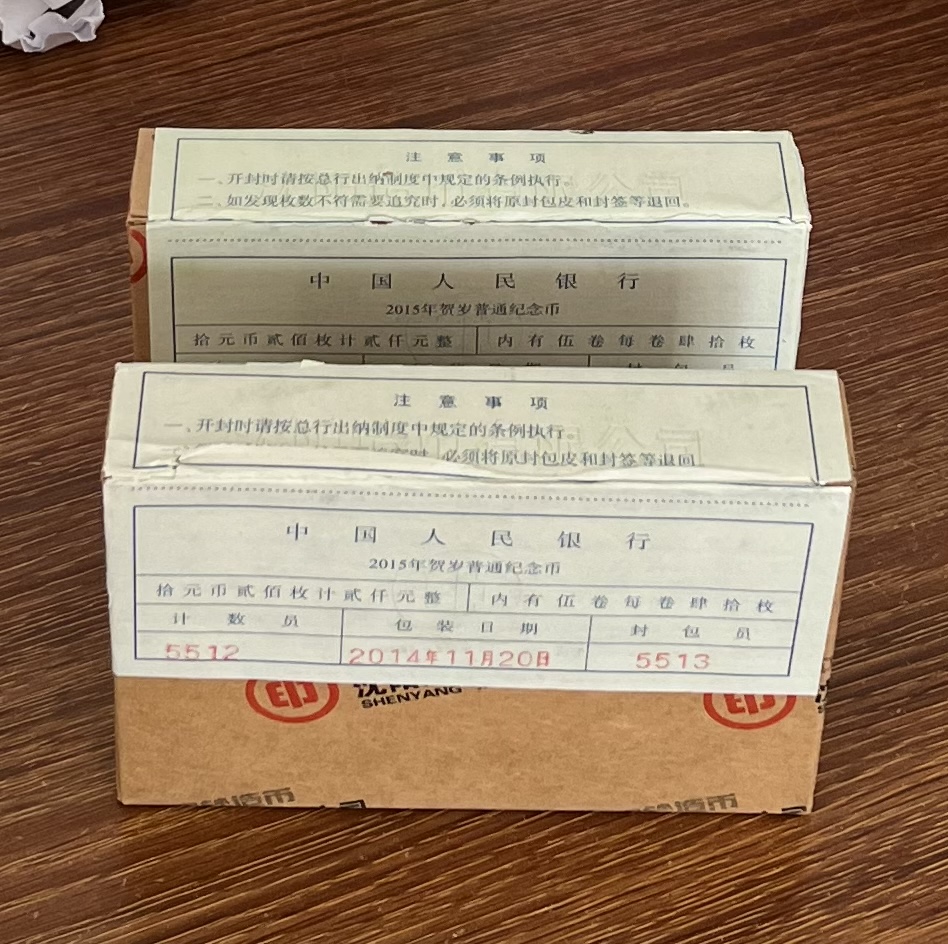 注意事项
一、开封时请按总行出纳制度中规定的条例执行。
二、如发现枚数不符需要追究时，必须将原封包皮和封签等退回。
中国人民银行
2015年贺岁普通纪念币
拾元币贰佰枚计贰仟元整 内有伍卷每卷肆拾枚
注意事项
一、开封时请按总行出纳制度中规定的条例执行
必须将原封包皮和封签等退回
中国人民银行
2015年贺岁普通纪念币
拾元币贰佰枚计贰仟元整 内有伍卷每卷肆拾枚
计数员 包装日期 封包员
5512 2014年11月20日 5513
印 SHENYANG 印
造币 造币